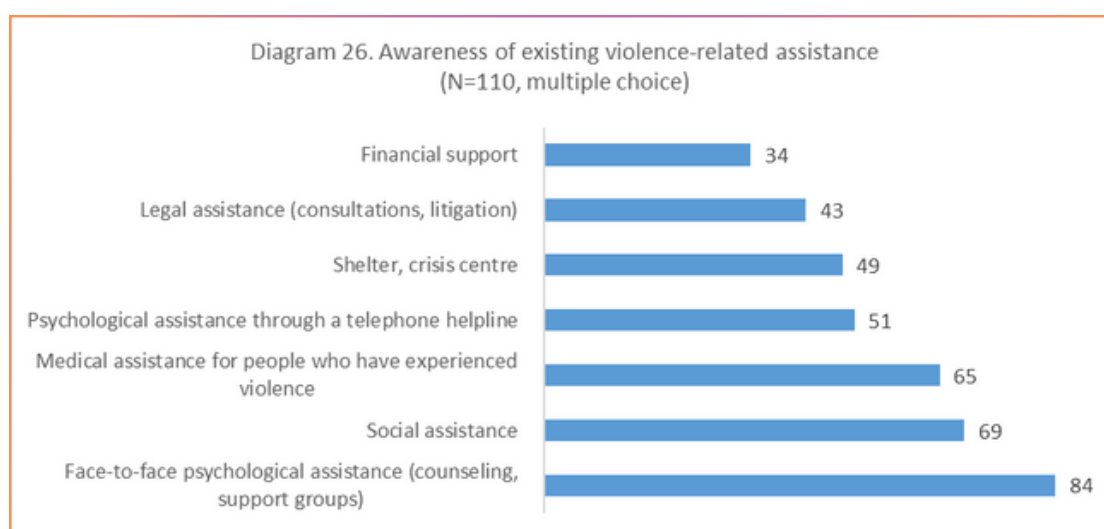 Diagram 26. Awareness of existing violence-related assistance
(N=110, multiple choice)
Financial support
34
Legal assistance (consultations, litigation)
43
Shelter, crisis centre
49
Psychological assistance through a telephone helpline
51
Medical assistance for people who have experienced
violence
65
Social assistance
69
Face-to-face psychological assistance (counseling,
support groups)
84